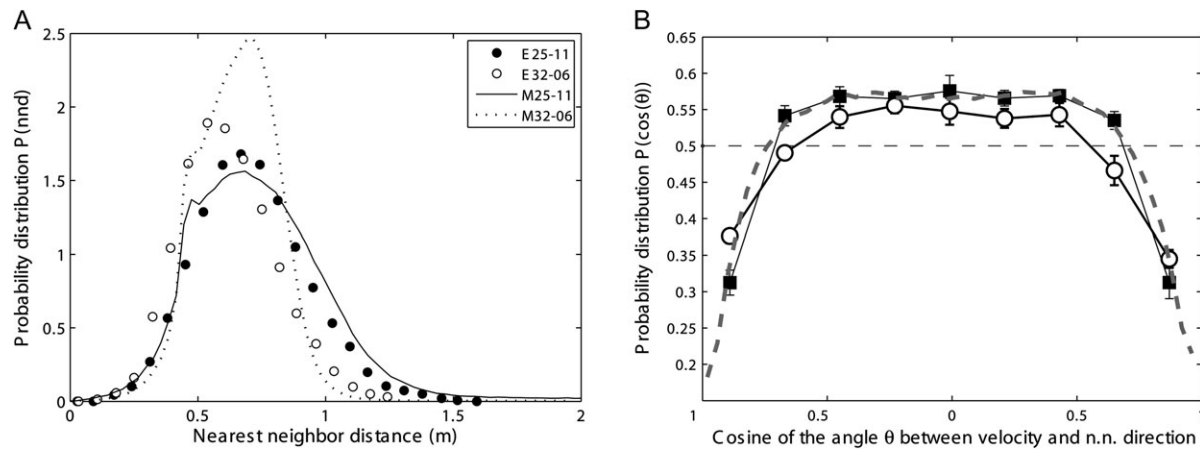 A
Probability distribution P (nnd)
2.5
2
1.5
1
0.5
0
0
0.5
1
1.5
2
Nearest neighbor distance (m)
E25-11
E32-06
M25-11
M32-06
B
Probability distribution P (cos(θ))
0.65
0.6
0.55
0.5
0.45
0.4
0.35
0.3
0.25
0.2
1
0.5
0
0.5
1
Cosine of the angle θ between velocity and n.n. direction